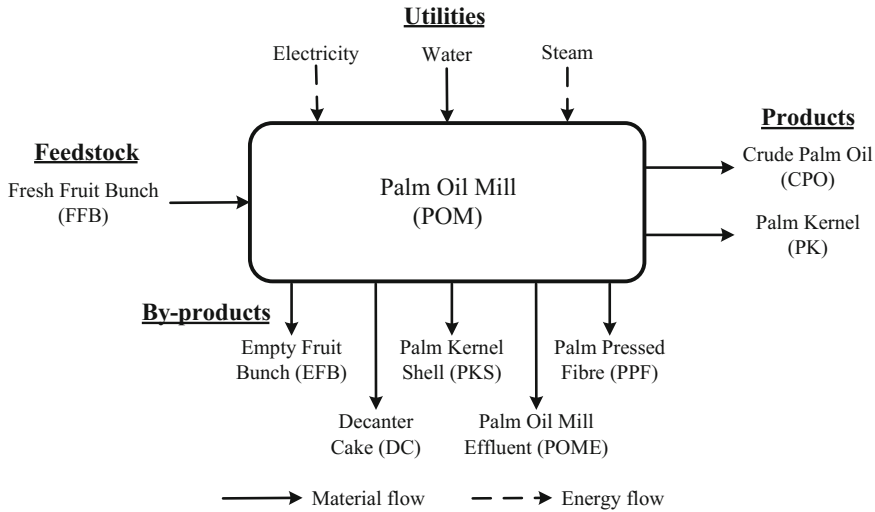 Utilities
Electricity
Water
Steam
Products
Feedstock
Crude Palm Oil
(CPO)
Fresh Fruit Bunch
(FFB)
Palm Oil Mill
(POM)
Palm Kernel
(PK)
By-products
Empty Fruit
Bunch (EFB)
Palm Kernel
Shell (PKS)
Palm Pressed
Fibre (PPF)
Decanter
Cake (DC)
Palm Oil Mill
Effluent (POME)
Material flow
Energy flow